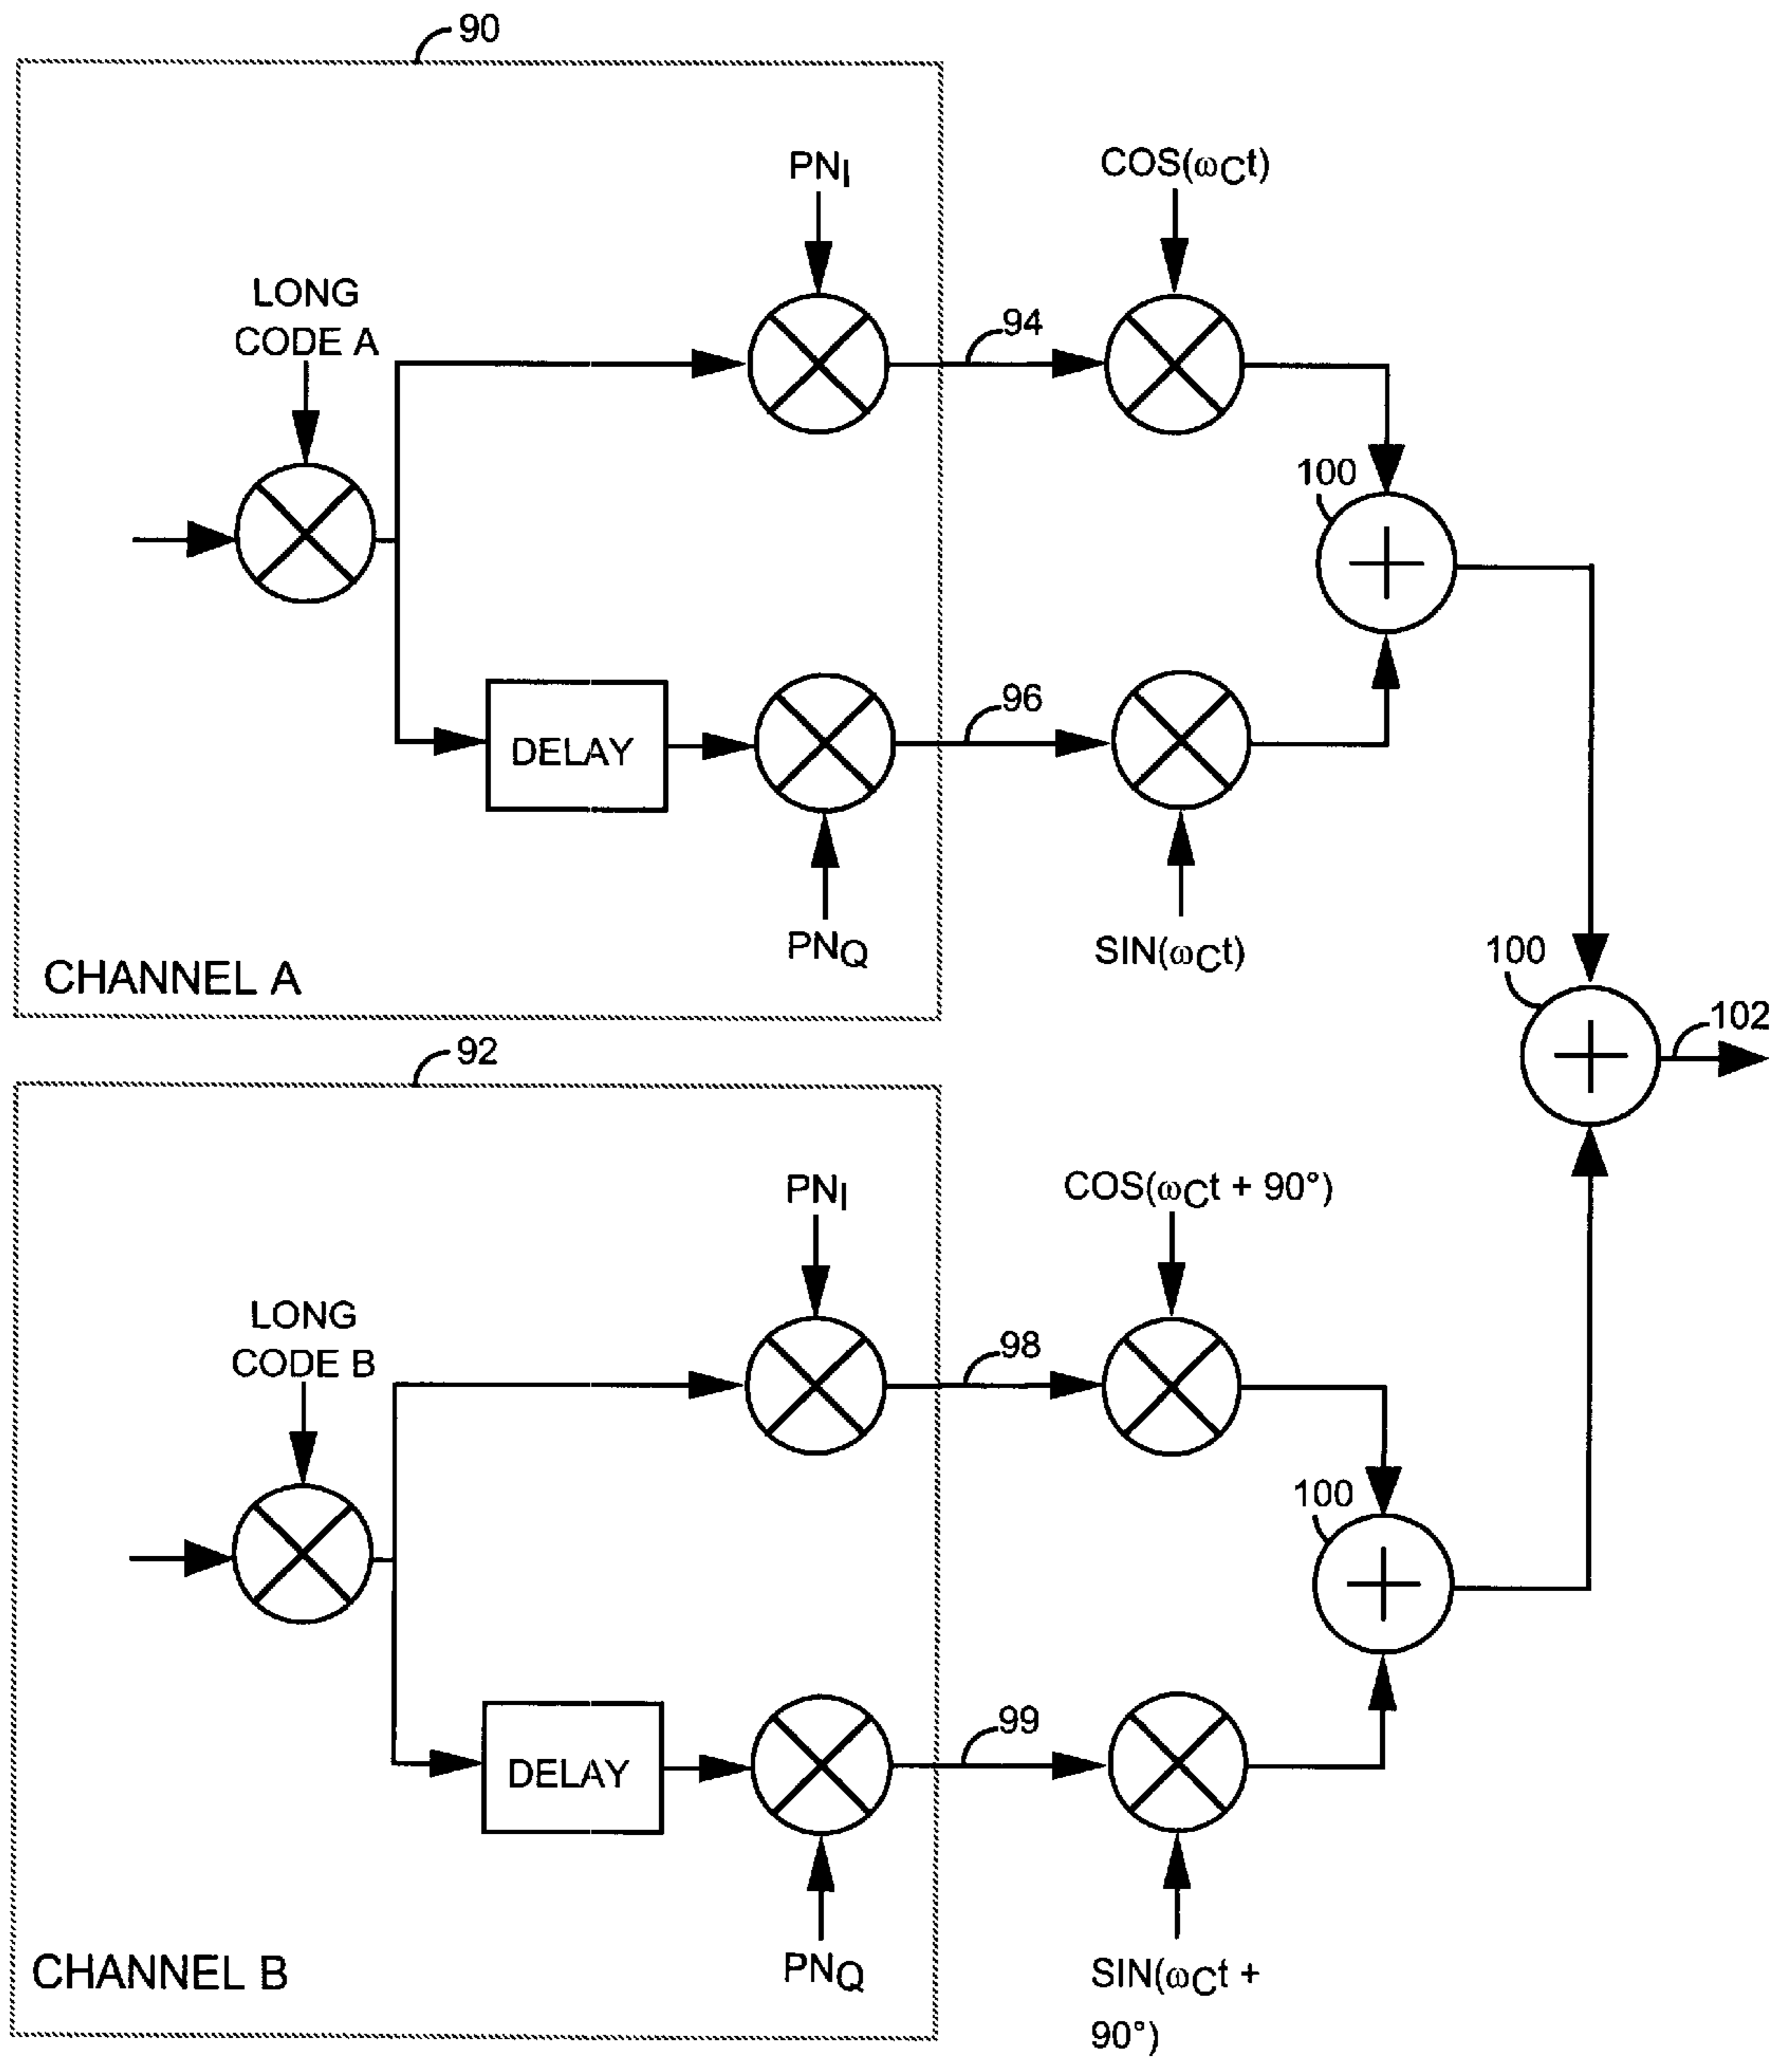 90
PNI
COS(ωCt)
LONG
CODE A
94
100
DELAY
96
PNQ
SIN(ωCt)
CHANNEL A
100
102
92
PNI
COS(ωCt + 90°)
LONG
CODE B
98
100
DELAY
99
PNQ
SIN(ωCt +
90°)
CHANNEL B